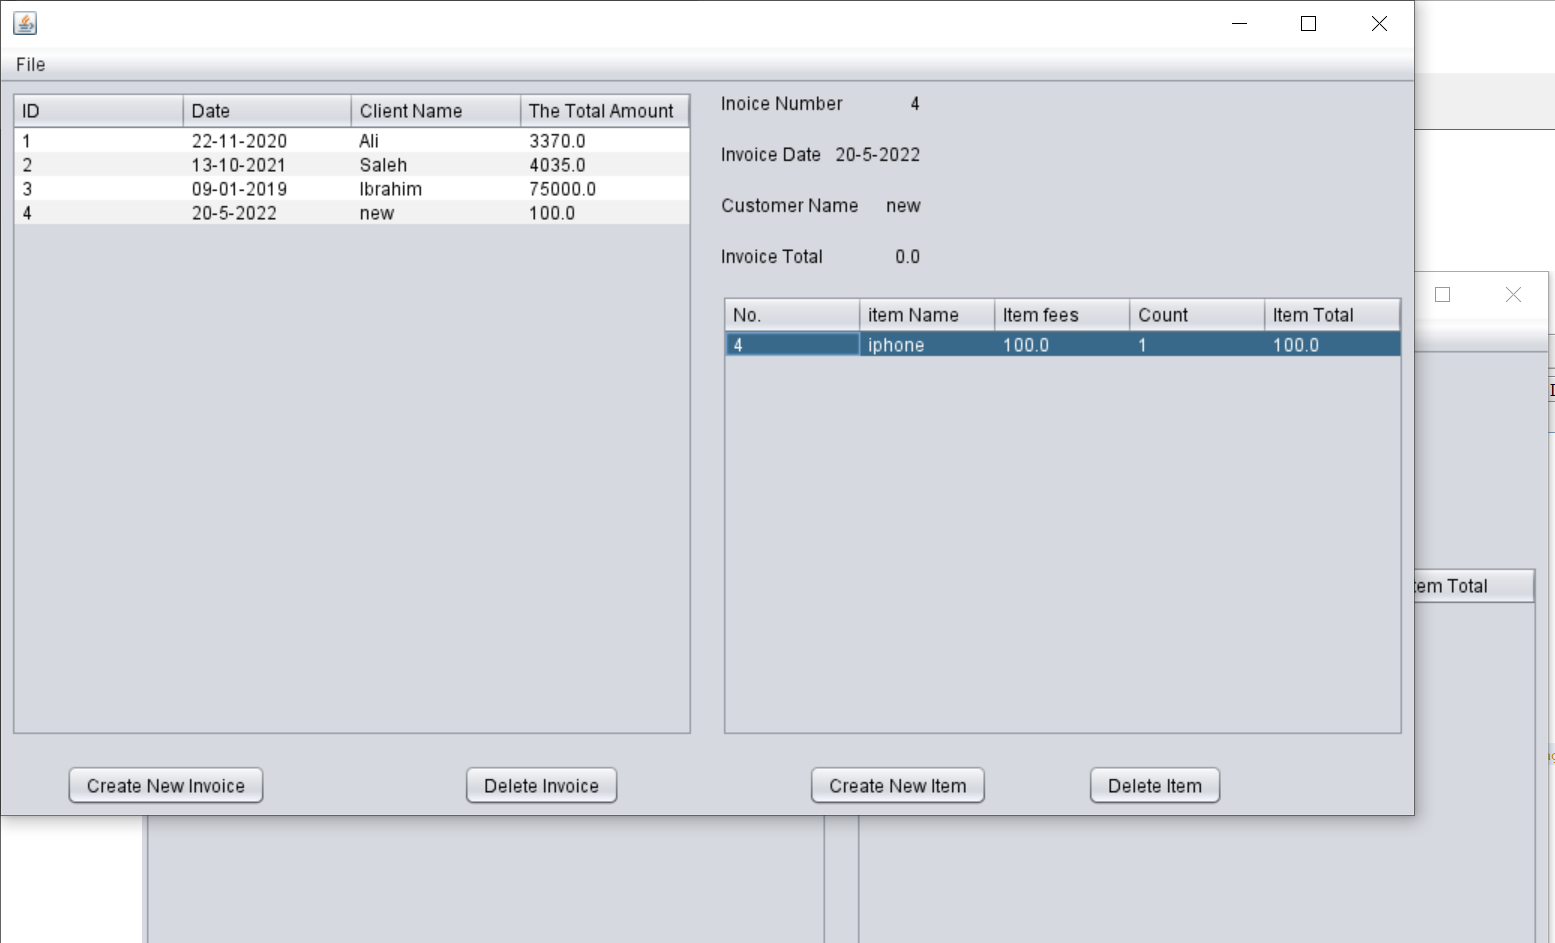 File
ID Date Client Name The Total Amount
1 22-11-2020 Ali 3370.0
2 13-10-2021 Saleh 4035.0
3 09-01-2019 Ibrahim 75000.0
4 20-5-2022 new 100.0
Inoice Number 4
Invoice Date 20-5-2022
Customer Name new
Invoice Total 0.0
No. item Name Item fees Count Item Total
4 iphone 100.0 1 100.0
Create New Invoice Delete Invoice Create New Item Delete Item
tem Total